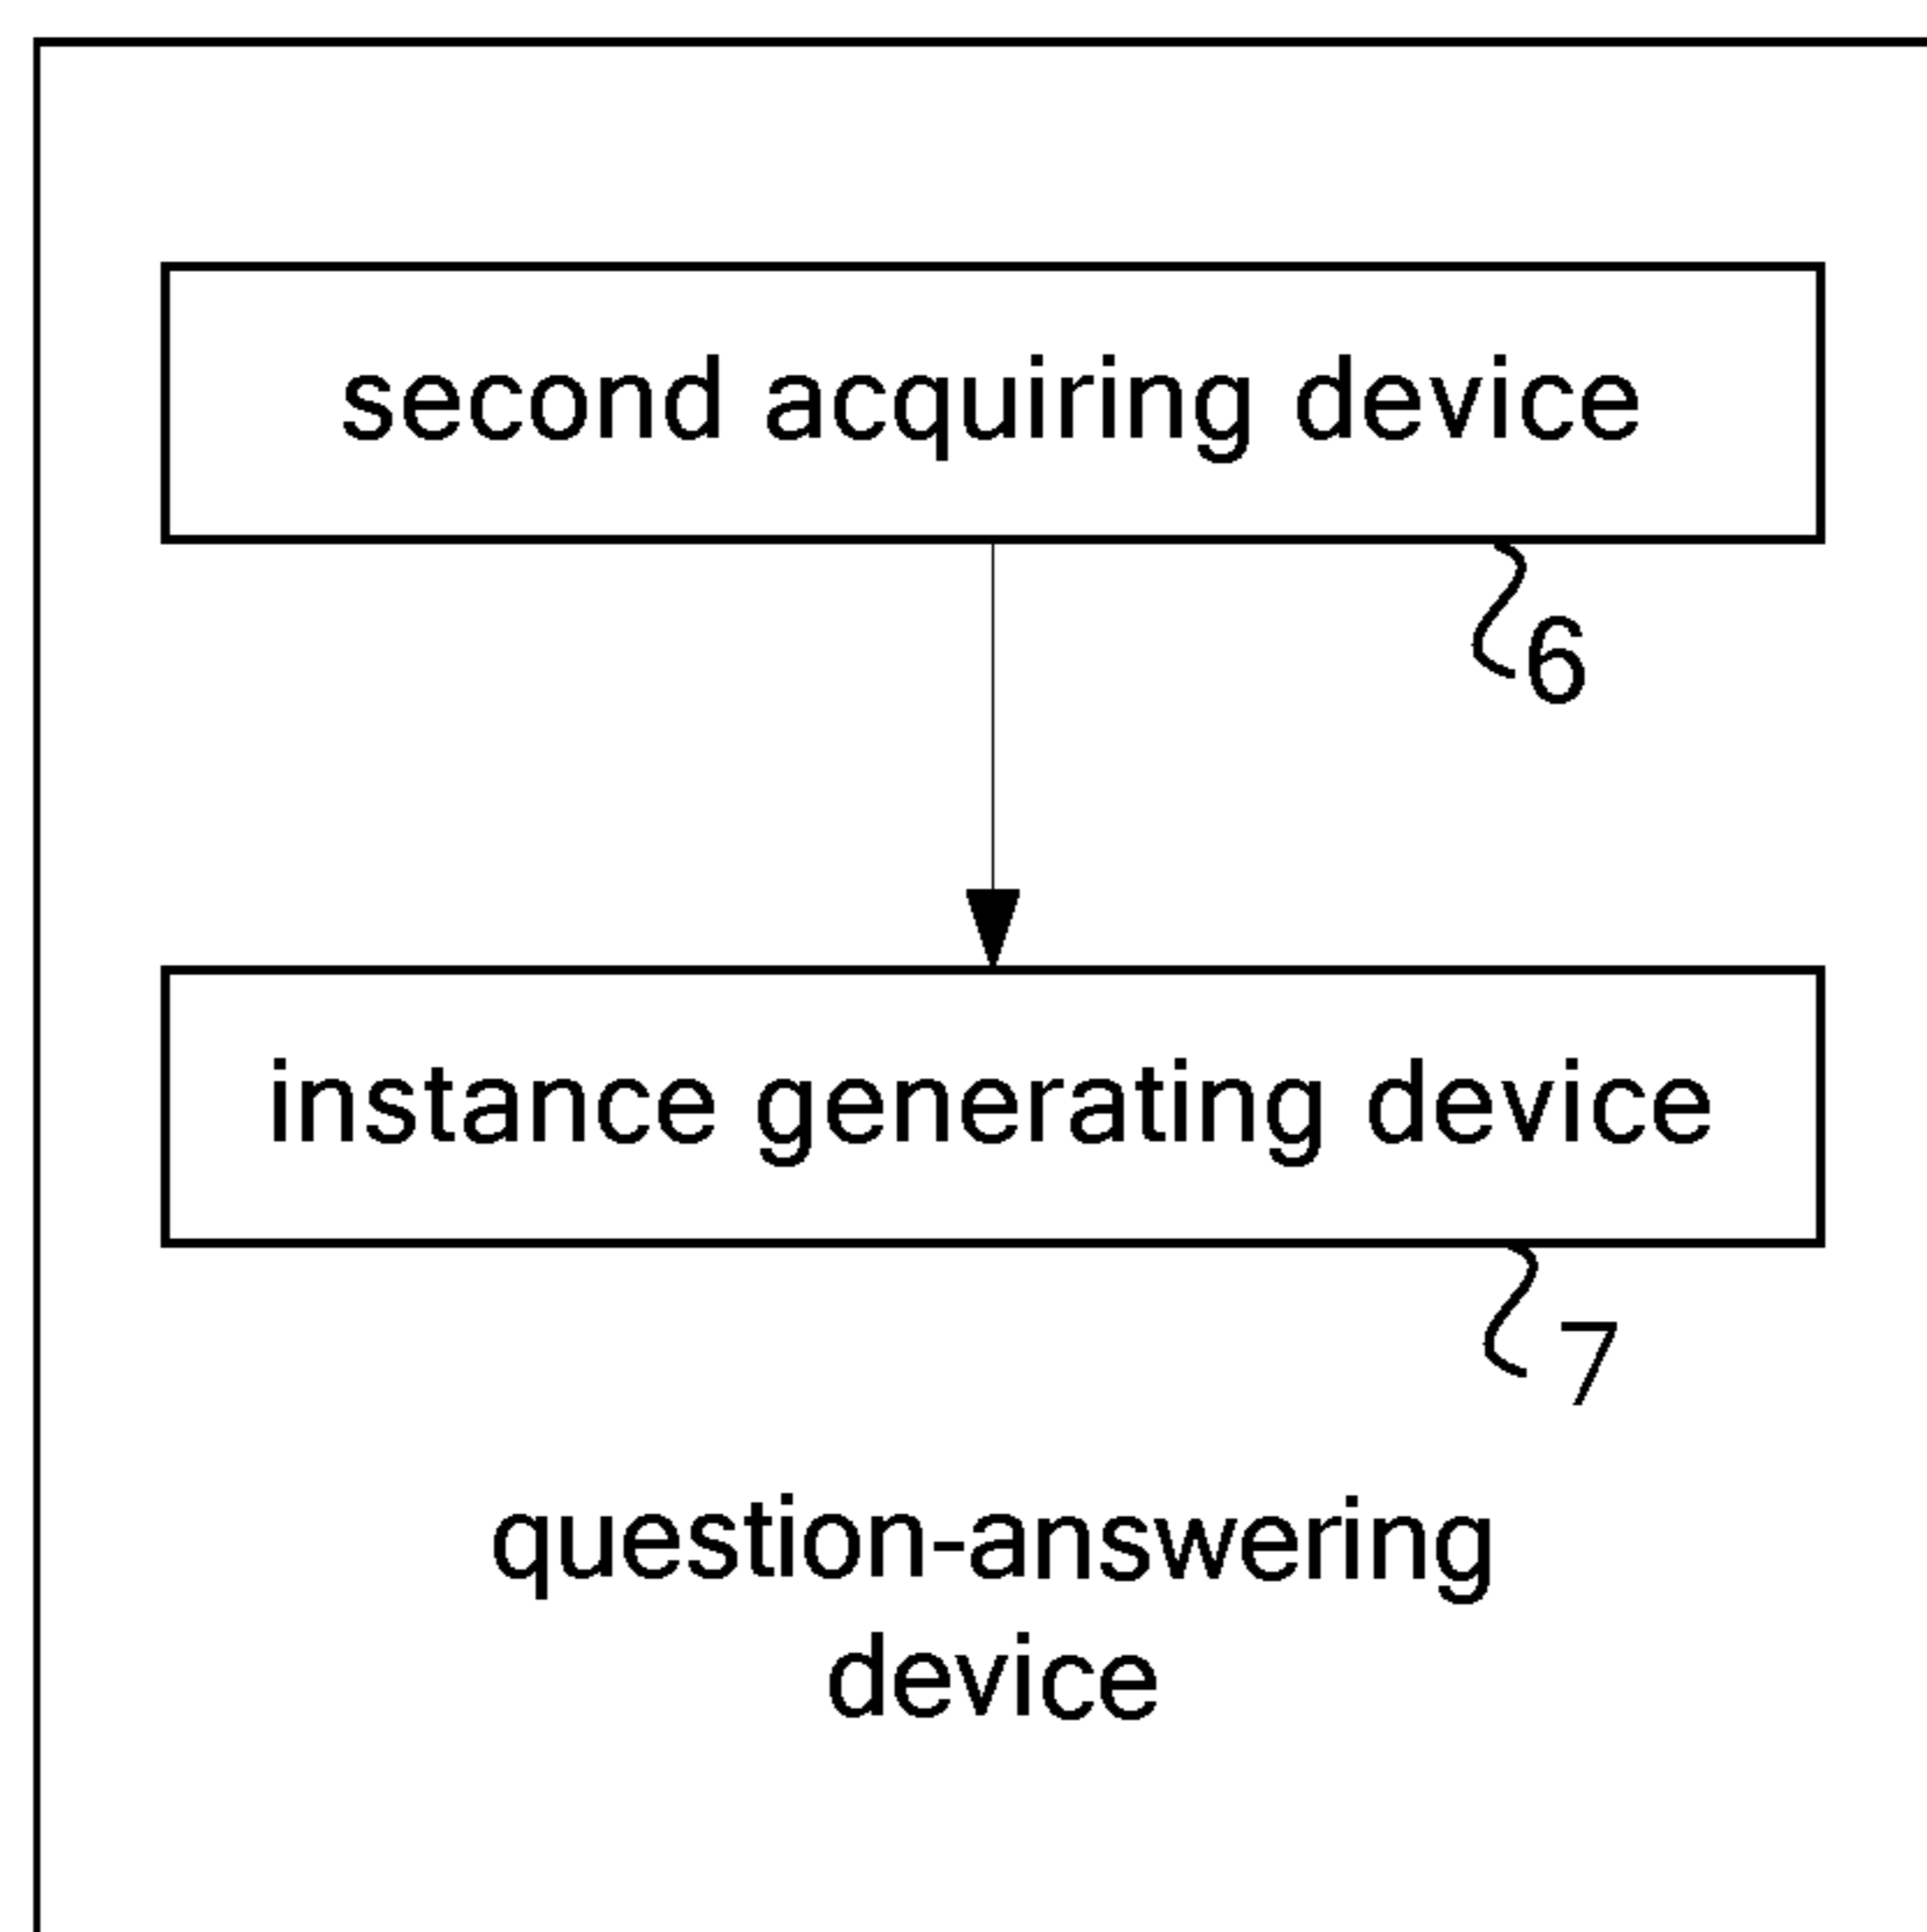 second acquiring device
6
instance generating device
7
question-answering
device